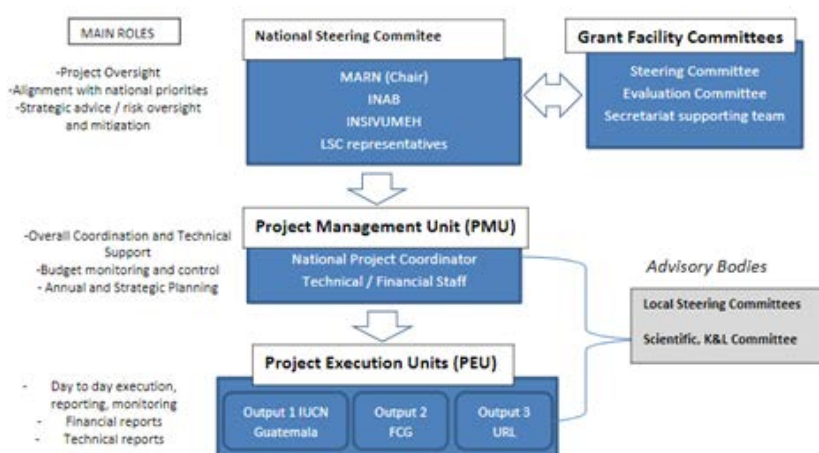 MAIN ROLES
-Project Oversight
-Alignment with national priorities
-Strategic advice / risk oversight
and mitigation
National Steering Commitee
MARN (Chair)
INAB
INSIVUMEH
LSC representatives
Grant Facility Committees
Steering Committee
Evaluation Committee
Secretariat supporting team
-Overall Coordination and Technical
Support
-Budget monitoring and control
- Annual and Strategic Planning
Project Management Unit (PMU)
National Project Coordinator
Technical / Financial Staff
Advisory Bodies
Local Steering Committees
Scientific, K&L Committee
Project Execution Units (PEU)
- Day to day execution,
reporting, monitoring
- Financial reports
- Technical reports
Output 1 IUCN
Guatemala
Output 2
FCG
Output 3
URL